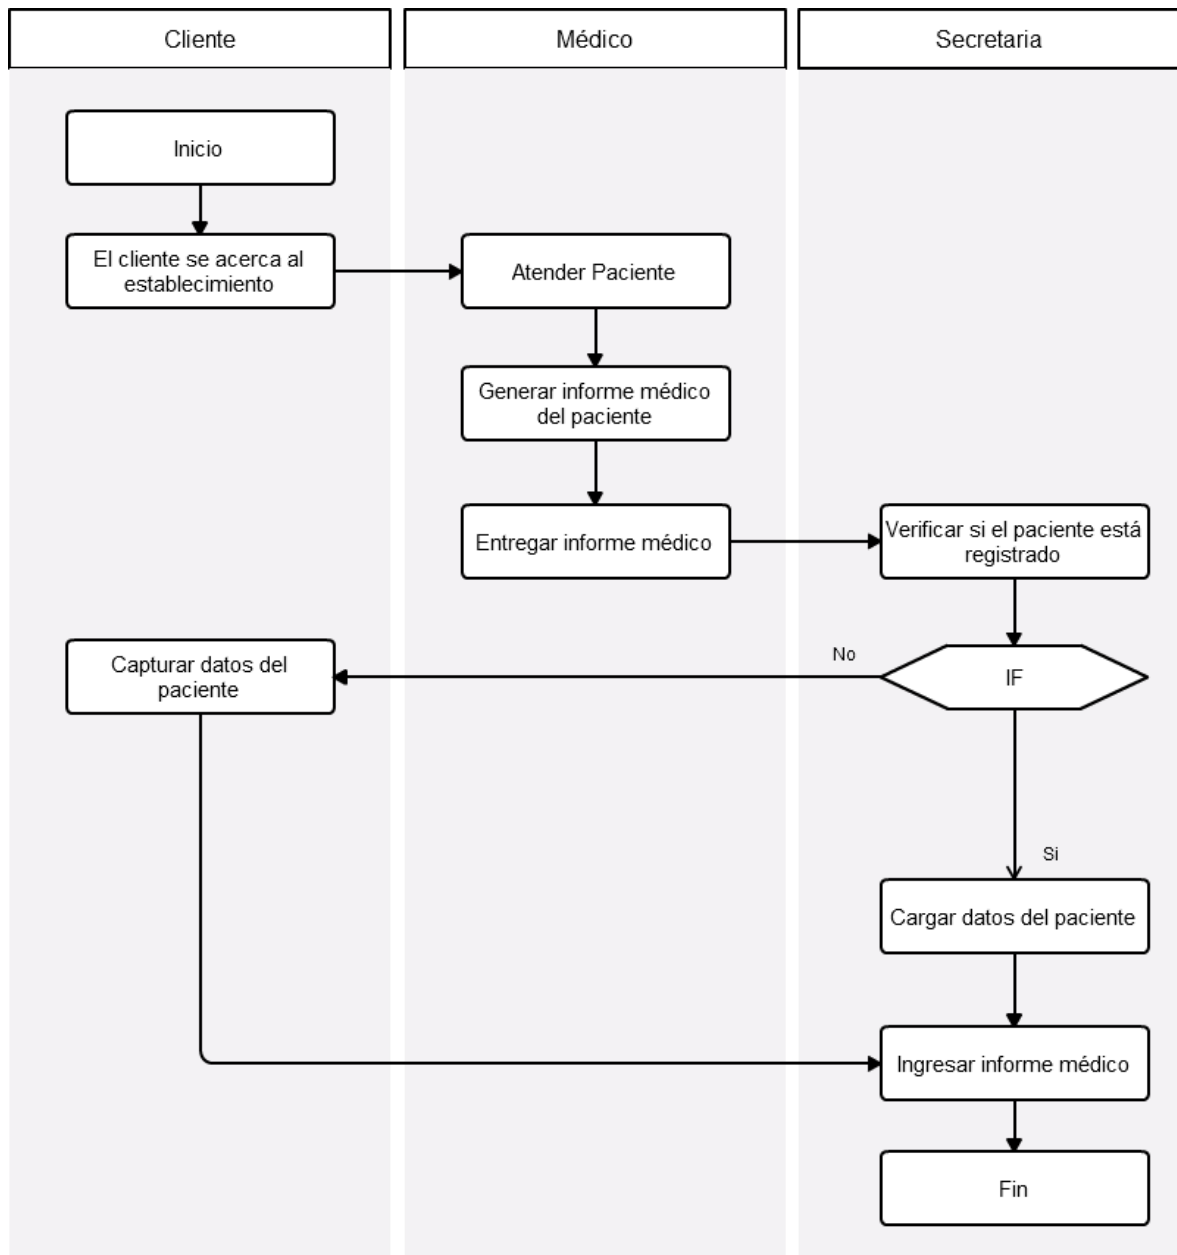 Cliente
Médico
Secretaria
Inicio
El cliente se acerca al
establecimiento
Atender Paciente
Generar informe médico
del paciente
Entregar informe médico
Verificar si el paciente está
registrado
IF
No
Capturar datos del
paciente
Si
Cargar datos del paciente
Ingresar informe médico
Fin